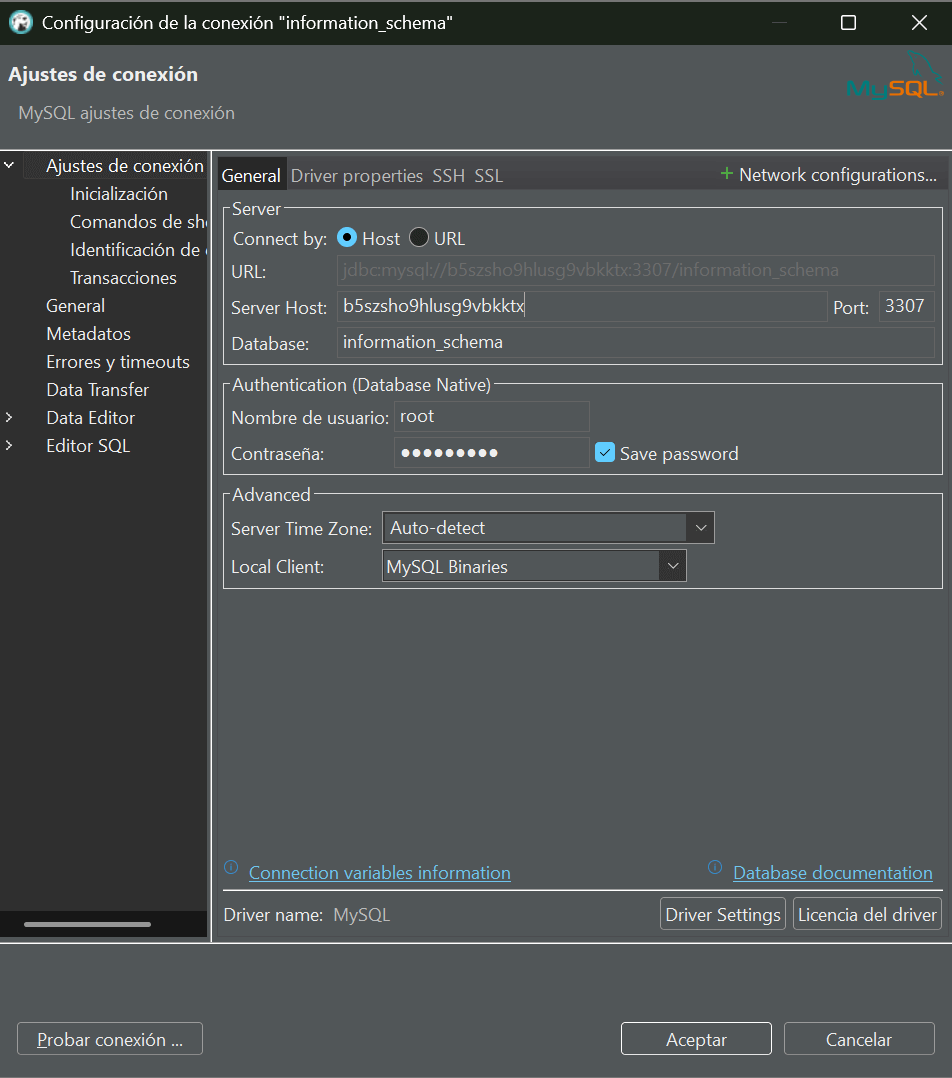 Configuración de la conexión "information_schema"
Ajustes de conexión
MySQL ajustes de conexión
MySQL
Ajustes de conexión
Inicialización
Comandos de she
Identificación de
Transacciones
General
Metadatos
Errores y timeouts
Data Transfer
Data Editor
Editor SQL
General Driver properties SSH SSL + Network configurations...
Server
Connect by: Host URL
URL: jdbc:mysql://b5szsho9hlusg9vbkktx:3307/information_schema
Server Host: b5szsho9hlusg9vbkktx Port: 3307
Database: information_schema
Authentication (Database Native)
Nombre de usuario: root
Contraseña: ●●●●●●●●● Save password
Advanced
Server Time Zone: Auto-detect
Local Client: MySQL Binaries
Connection variables information Database documentation
Driver name: MySQL Driver Settings Licencia del driver
Probar conexión ... Aceptar Cancelar